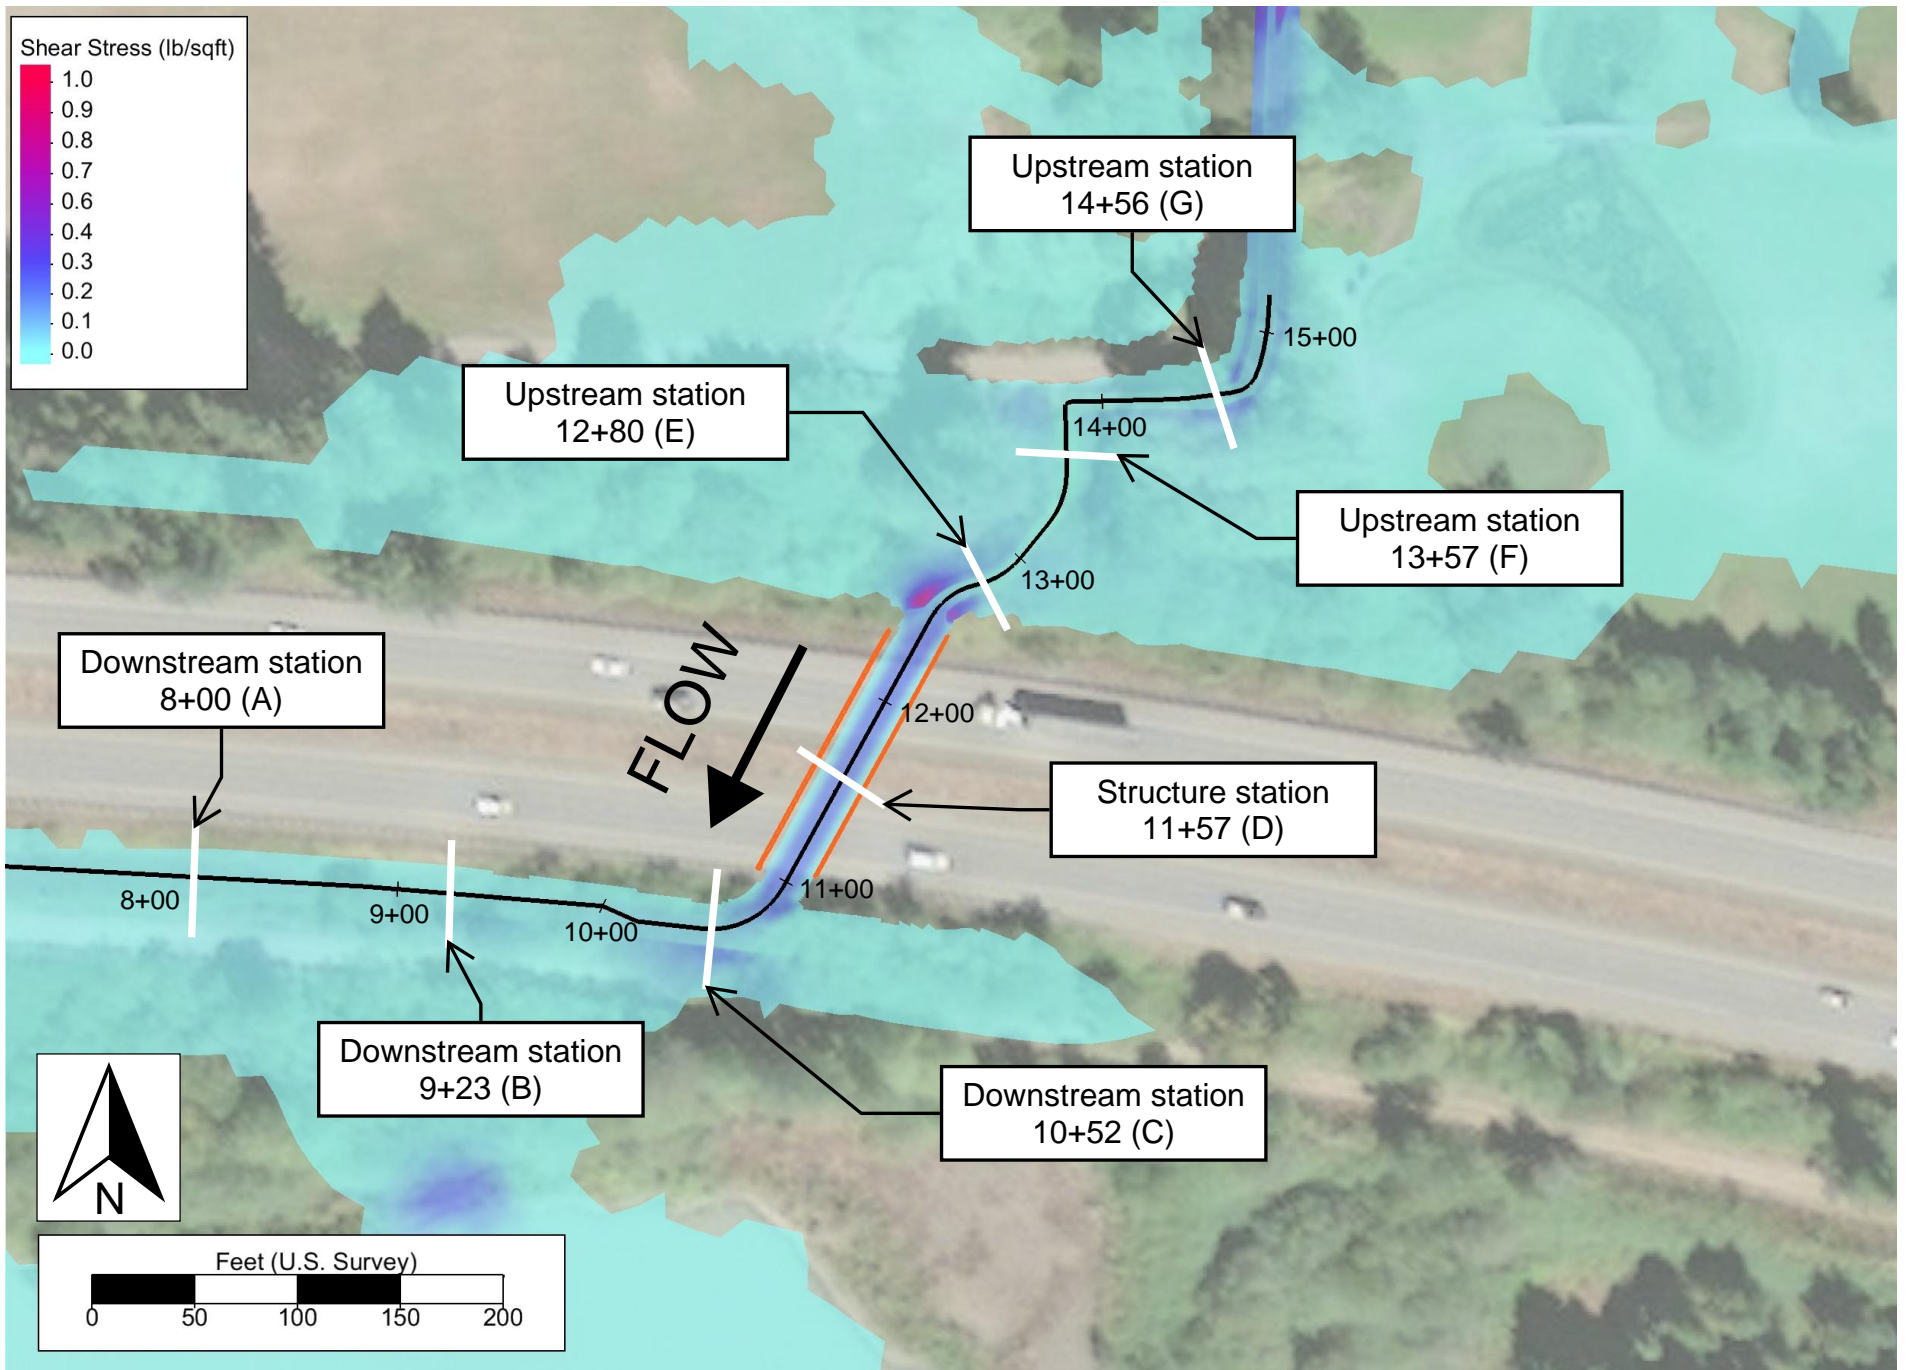 Shear Stress (lb/sqft)
1.0
0.9
0.8
0.7
0.6
0.4
0.3
0.2
0.1
0.0
Upstream station
14+56 (G)
15+00
Upstream station
12+80 (E)
14+00
Upstream station
13+57 (F)
13+00
FLOW
Downstream station
8+00 (A)
12+00
Structure station
11+57 (D)
8+00
9+00
10+00
11+00
Downstream station
9+23 (B)
Downstream station
10+52 (C)
N
Feet (U.S. Survey)
0 50 100 150 200